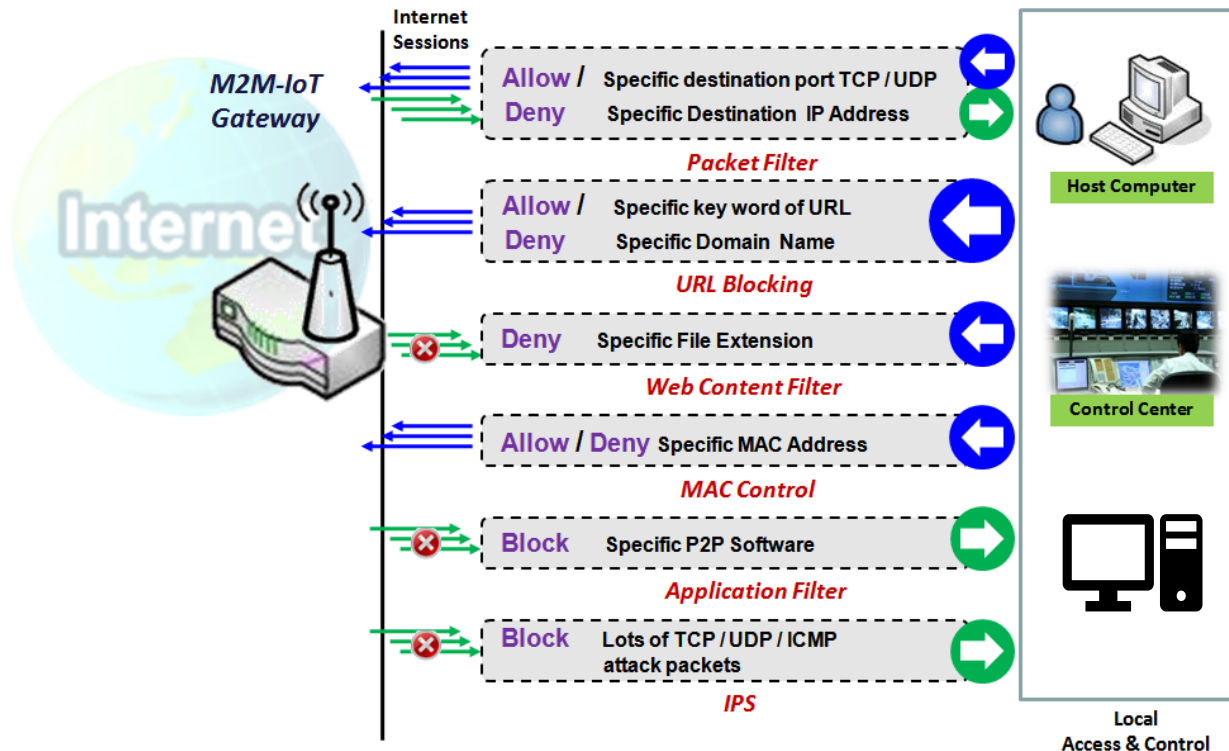 Internet
Sessions
M2M-IoT
Gateway
Internet
Allow / Specific destination port TCP / UDP
Deny Specific Destination IP Address
Packet Filter
Allow / Specific key word of URL
Deny Specific Domain Name
URL Blocking
Deny Specific File Extension
Web Content Filter
Allow / Deny Specific MAC Address
MAC Control
Block Specific P2P Software
Application Filter
Block Lots of TCP / UDP / ICMP
attack packets
IPS
Host Computer
Control Center
Local
Access & Control